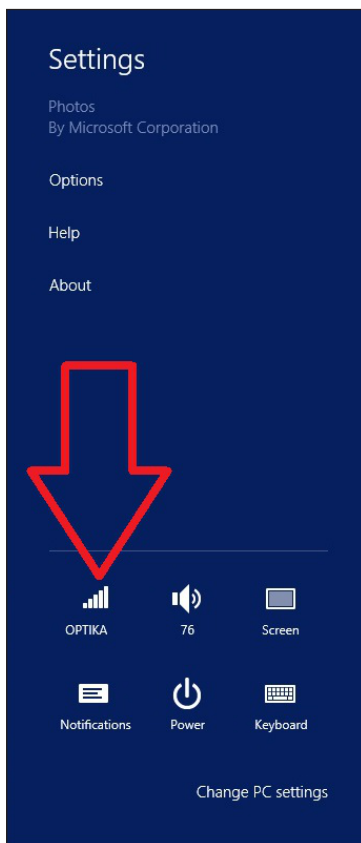 Settings
Photos
By Microsoft Corporation
Options
Help
About
OPTIKA
76
Screen
Notifications
Power
Keyboard
Change PC settings